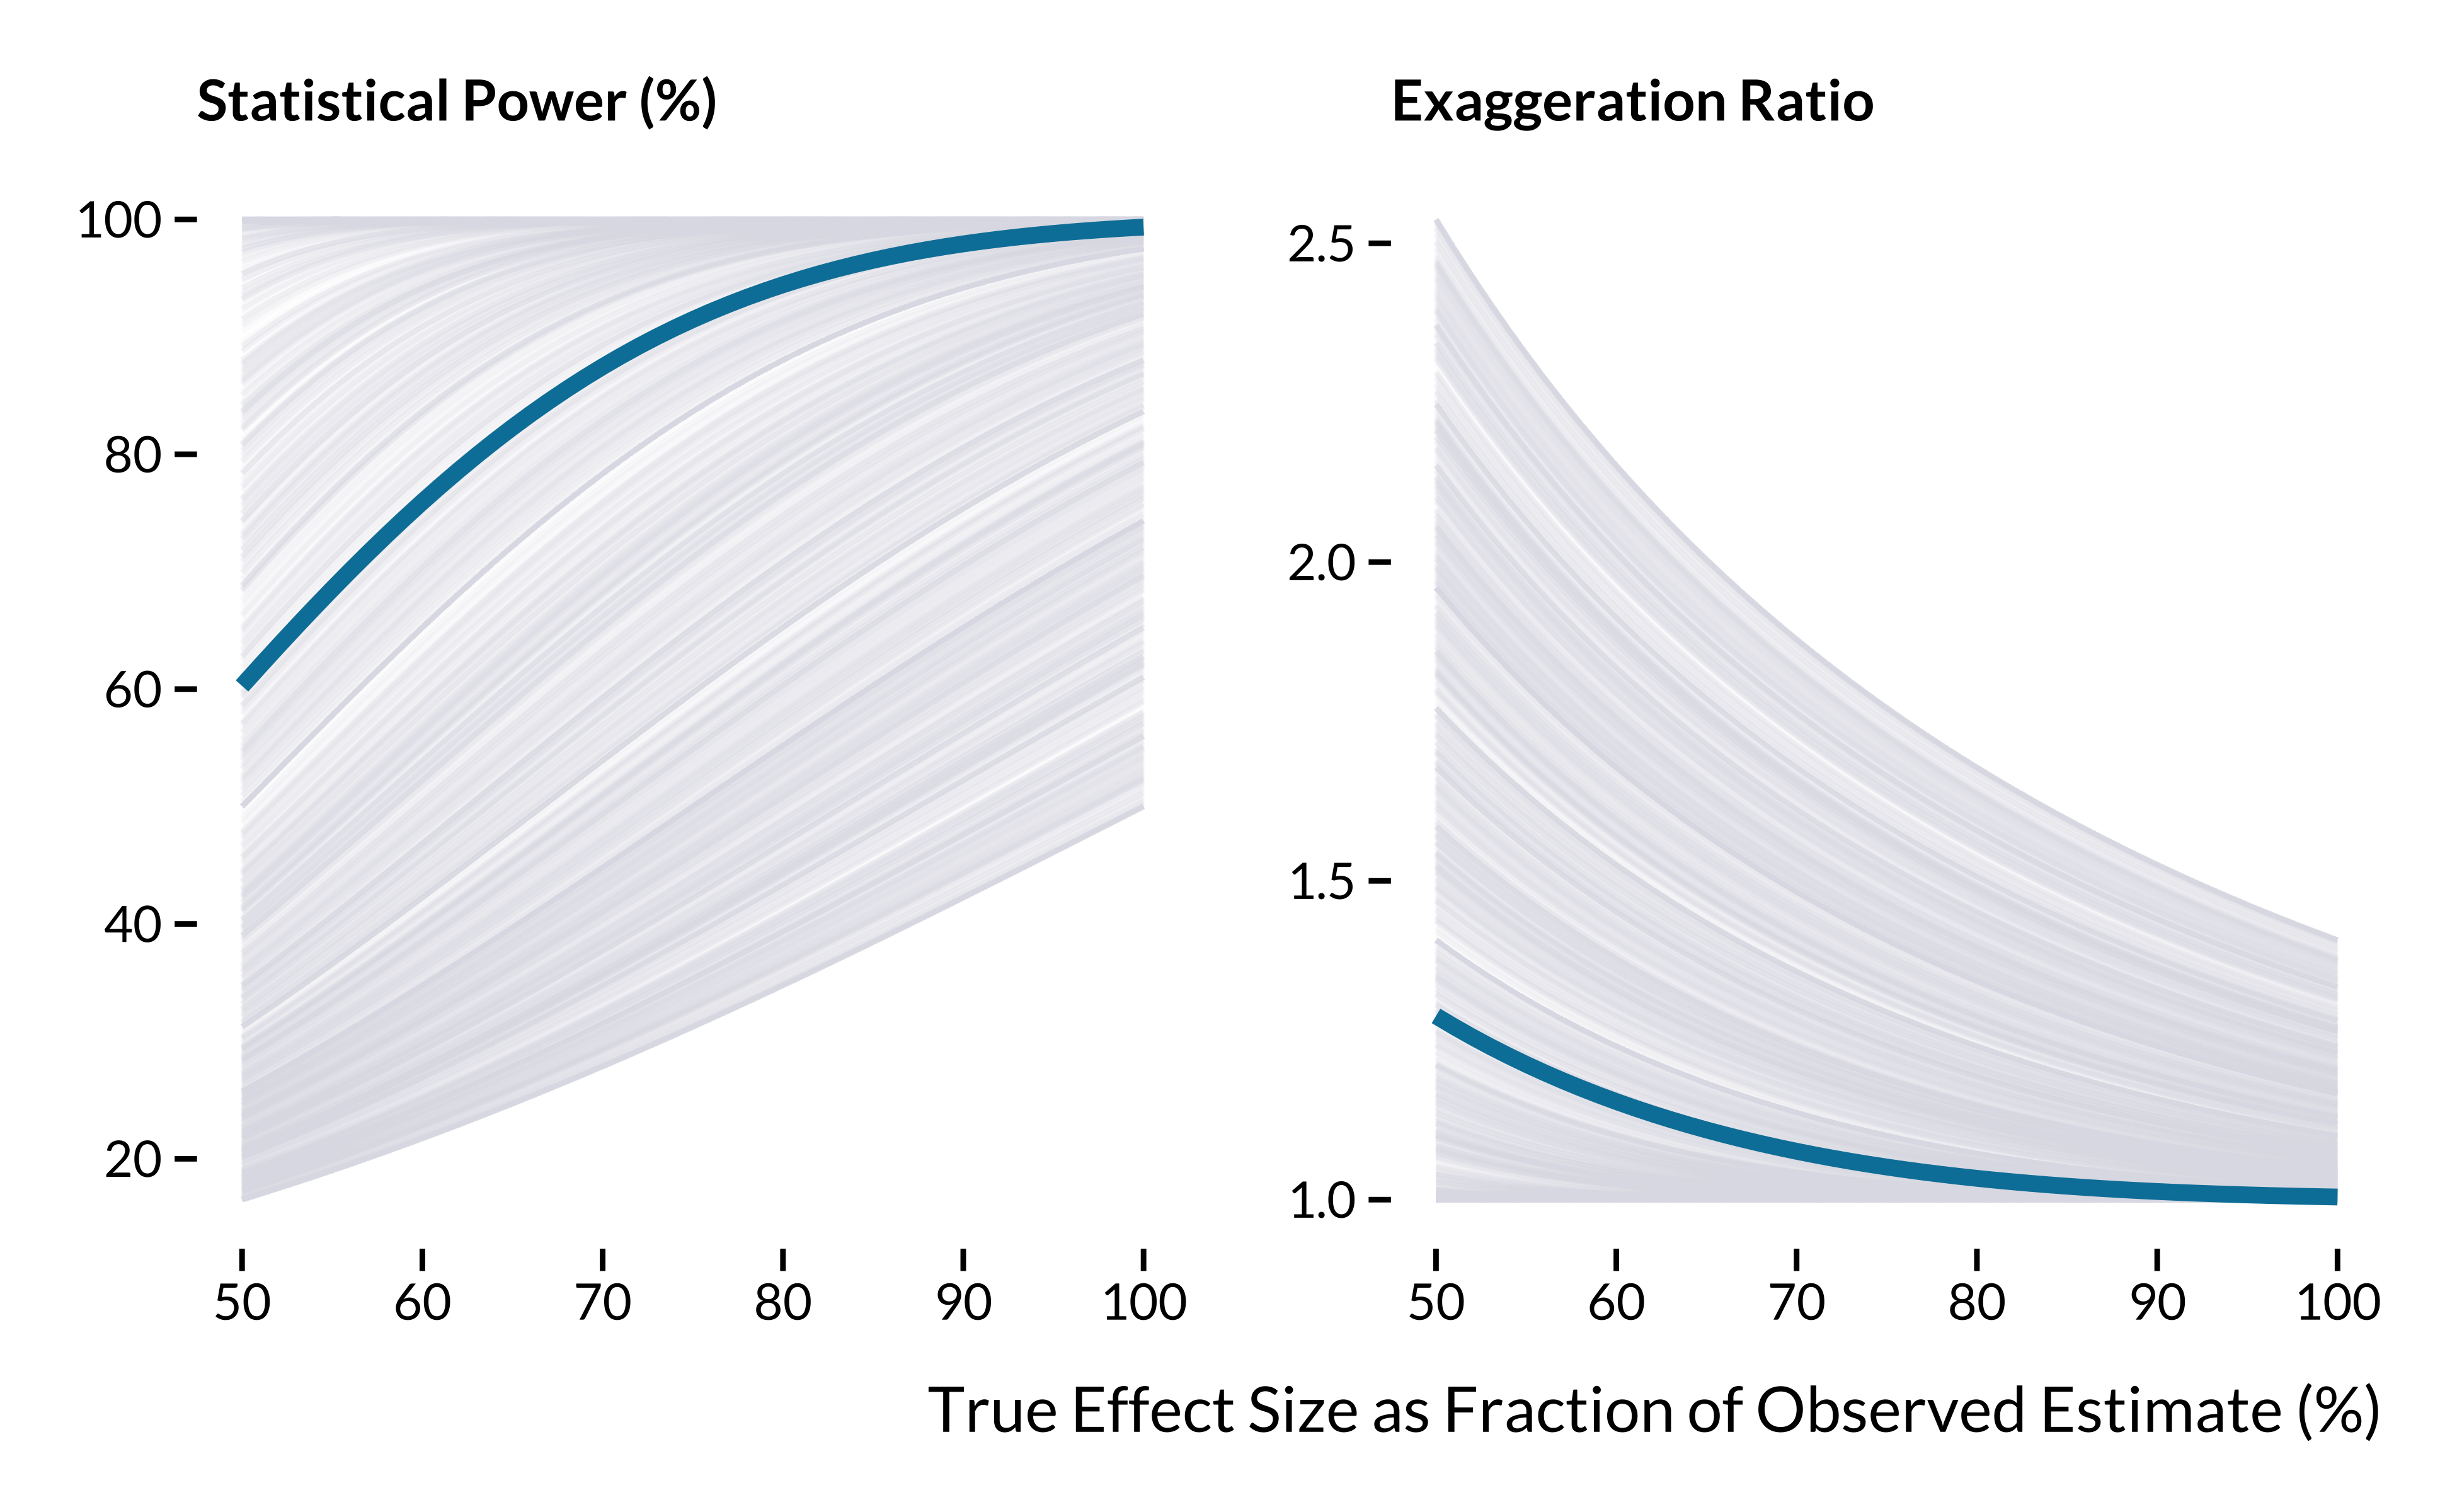 Statistical Power (%)
100
80
60
40
20
50 60 70 80 90 100
Exaggeration Ratio
2.5
2.0
1.5
1.0
50 60 70 80 90 100
True Effect Size as Fraction of Observed Estimate (%)